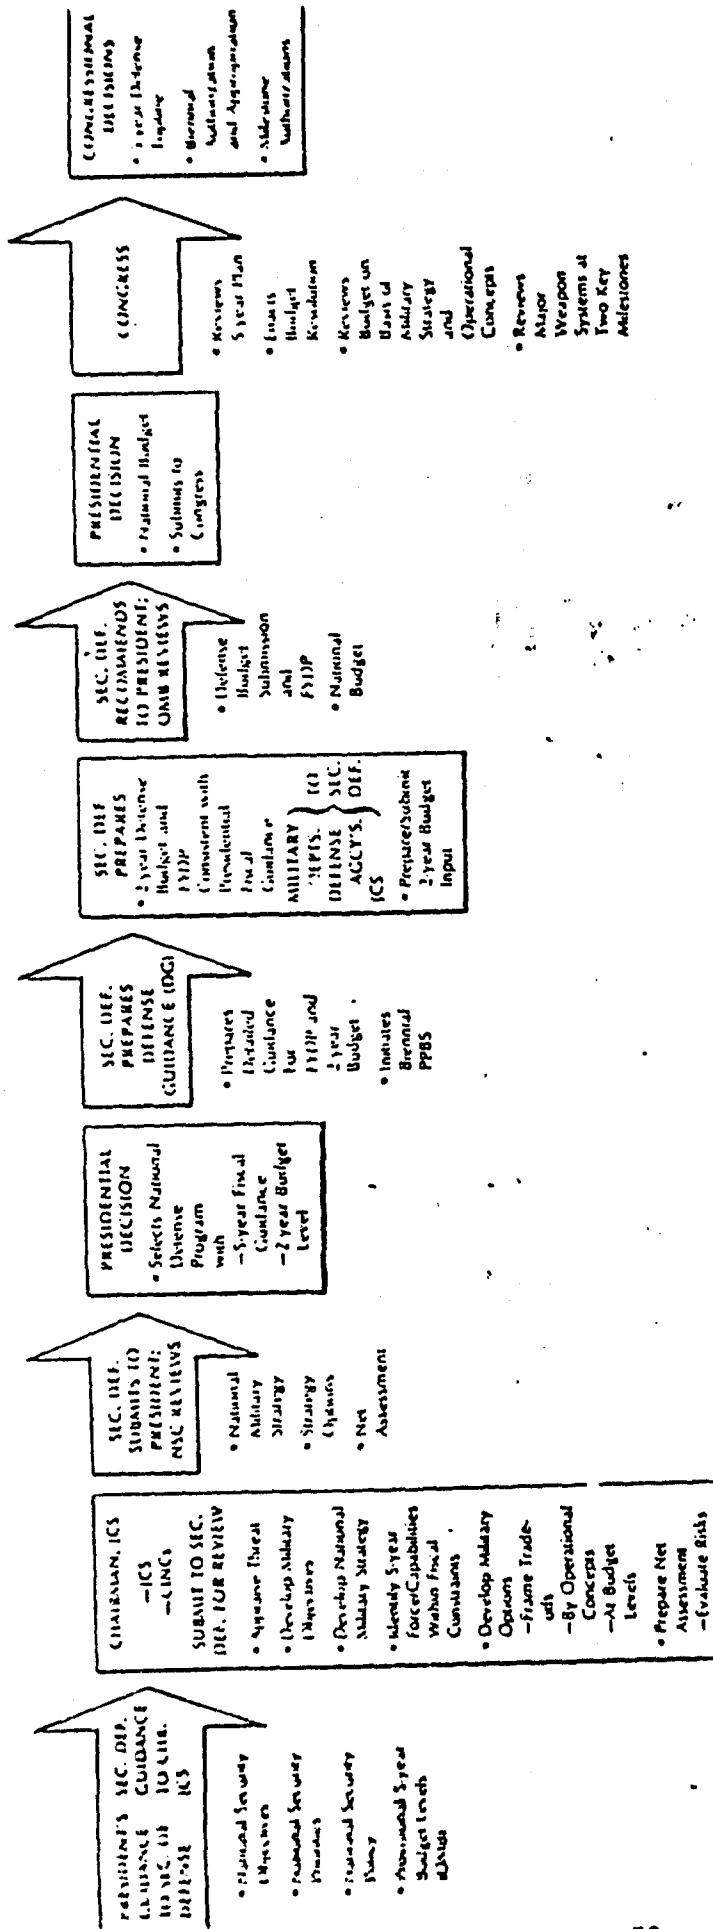 PRESIDENT'S
GUIDANCE
TO SEC. OF
DEFENSE
SEC. DEF.
GUIDANCE
TO CHR.
JCS
• National Security
Objectives
• National Security
• National Security
Policy
• Provisional 5-year
Budget Levels
CHAIRMAN, JCS
—JCS
—CINCs
SUBMIT TO SEC.
DEF. FOR REVIEW
• Appraise Threat
• Develop Military
Objectives
• Develop National
Military Strategy
• Identify 5-year
Force/Capabilities
Within Fiscal
Constraints
• Develop Military
Options
—Frame Trade-
offs
—By Operational
Concepts
—At Budget
Levels
• Prepare Net
Assessment
—Evaluate Risks
SEC. DEF.
SUBMITS TO
PRESIDENT;
NSC REVIEWS
• National
Military
Strategy
• Strategy
Options
• Net
Assessment
PRESIDENTIAL
DECISION
• Selects National
Defense
Program
with
—5-year Fiscal
Guidance
—2 year Budget
Level
SEC. DEF.
PREPARES
DEFENSE
GUIDANCE (DG)
• Prepares
Detailed
Guidance
For
FYDP and
2-year
Budget
• Initiates
Biennial
PPBS
SEC. DEF
PREPARES
• 2-year Defense
Budget and
FYDP
Consistent with
Presidential
Fiscal
Guidance
MILITARY
DEPTS.
DEFENSE
AGCY'S.
JCS
TO
SEC.
DEF.
• Prepare/Submit
2-year Budget
Input
SEC. DEF.
RECOMMENDS
TO PRESIDENT;
OMB REVIEWS
• Defense
Budget
Submission
and
FYDP
• National
Budget
PRESIDENTIAL
DECISION
• National Budget
• Submits to
Congress
CONGRESS
• Reviews
5 year Plan
• Enacts
Budget
Resolution
• Reviews
Budget on
Basis of
Military
Strategy
and
Operational
Concepts
• Reviews
Major
Weapon
Systems at
Two Key
Milestones
CONGRESSIONAL
DECISIONS
• 5 year Defense
• Biennial
Authorization
and Appropriation
• Milestone
Authorizations